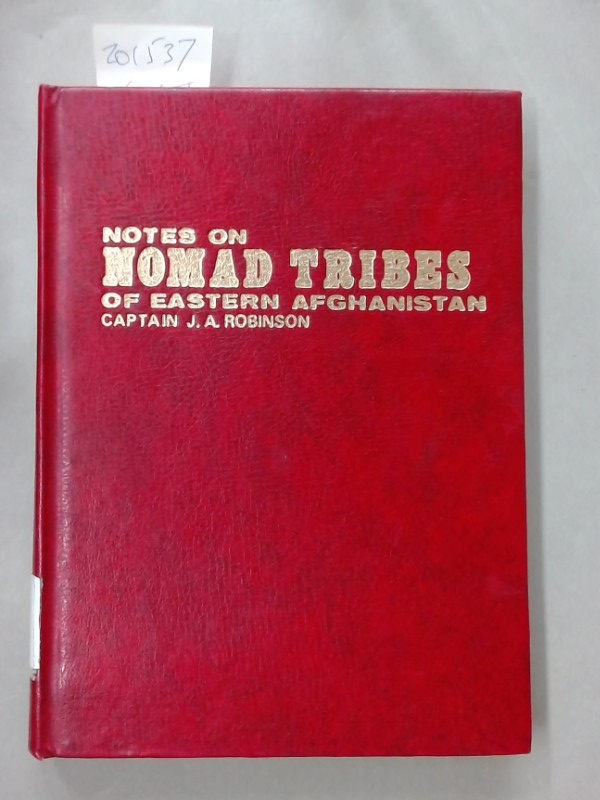 201537
NOTES ON
NOMAD TRIBES
OF EASTERN AFGHANISTAN
CAPTAIN J. A. ROBINSON